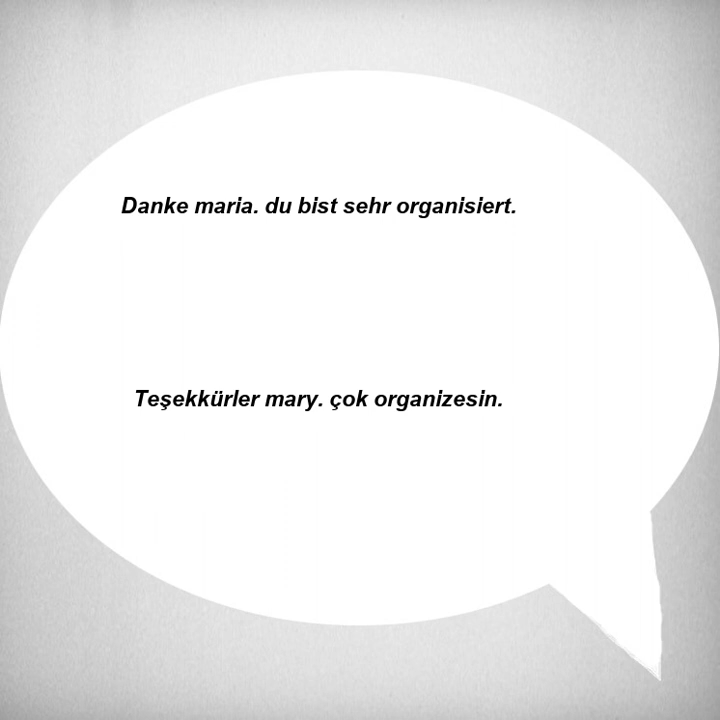 Danke maria. du bist sehr organisiert.
Teşekkürler mary. çok organizesin.